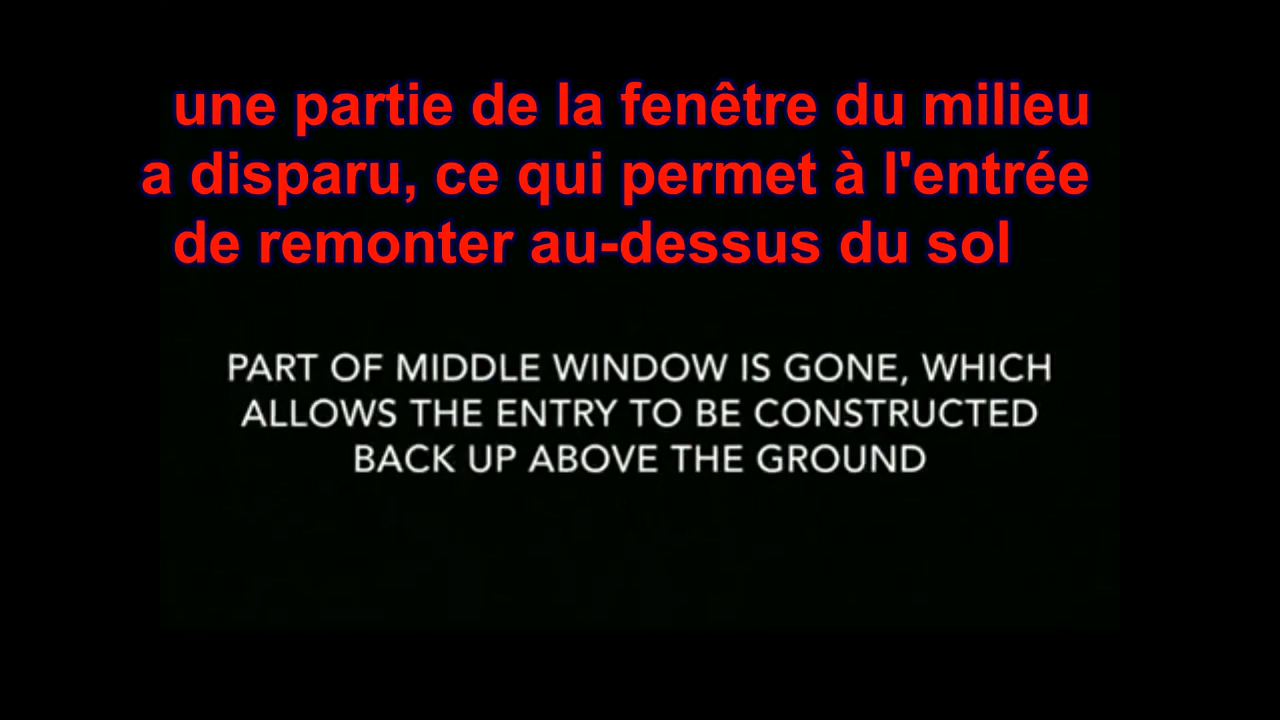 une partie de la fenêtre du milieu
a disparu, ce qui permet à l'entrée
de remonter au-dessus du sol
PART OF MIDDLE WINDOW IS GONE, WHICH
ALLOWS THE ENTRY TO BE CONSTRUCTED
BACK UP ABOVE THE GROUND